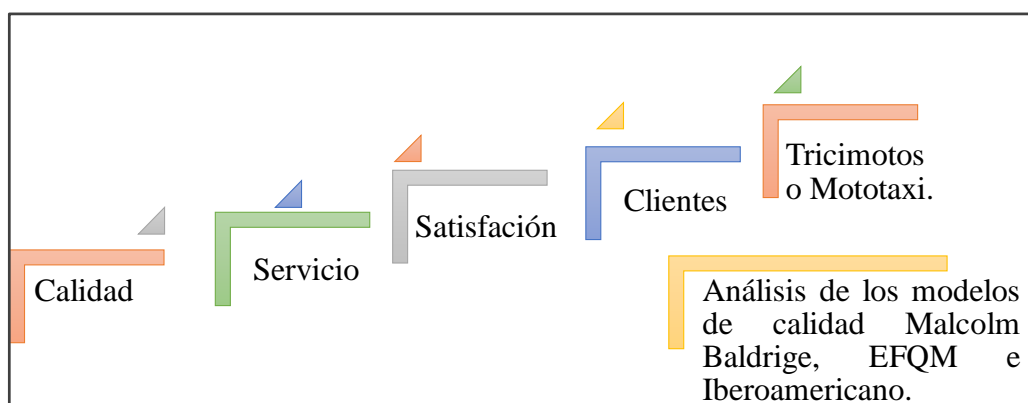 Calidad
Servicio
Satisfación
Clientes
Tricimotos
o Mototaxi.
Análisis de los modelos
de calidad Malcolm
Baldrige, EFQM e
Iberoamericano.